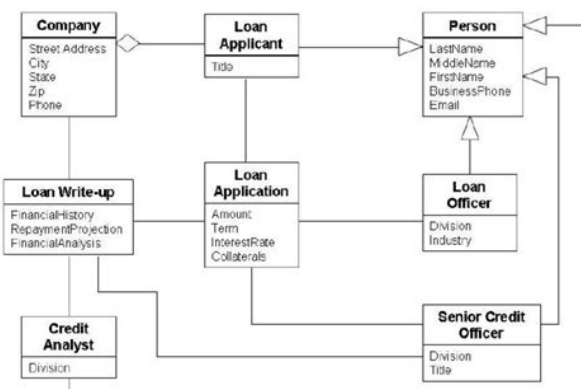 Company
Street Address
City
State
Zip
Phone
Loan
Applicant
Title
Person
LastName
MiddleName
FirstName
BusinessPhone
Email
Loan Write-up
FinancialHistory
RepaymentProjection
FinancialAnalysis
Loan
Application
Amount
Term
InterestRate
Collaterals
Loan
Officer
Division
Industry
Credit
Analyst
Division
Senior Credit
Officer
Division
Title